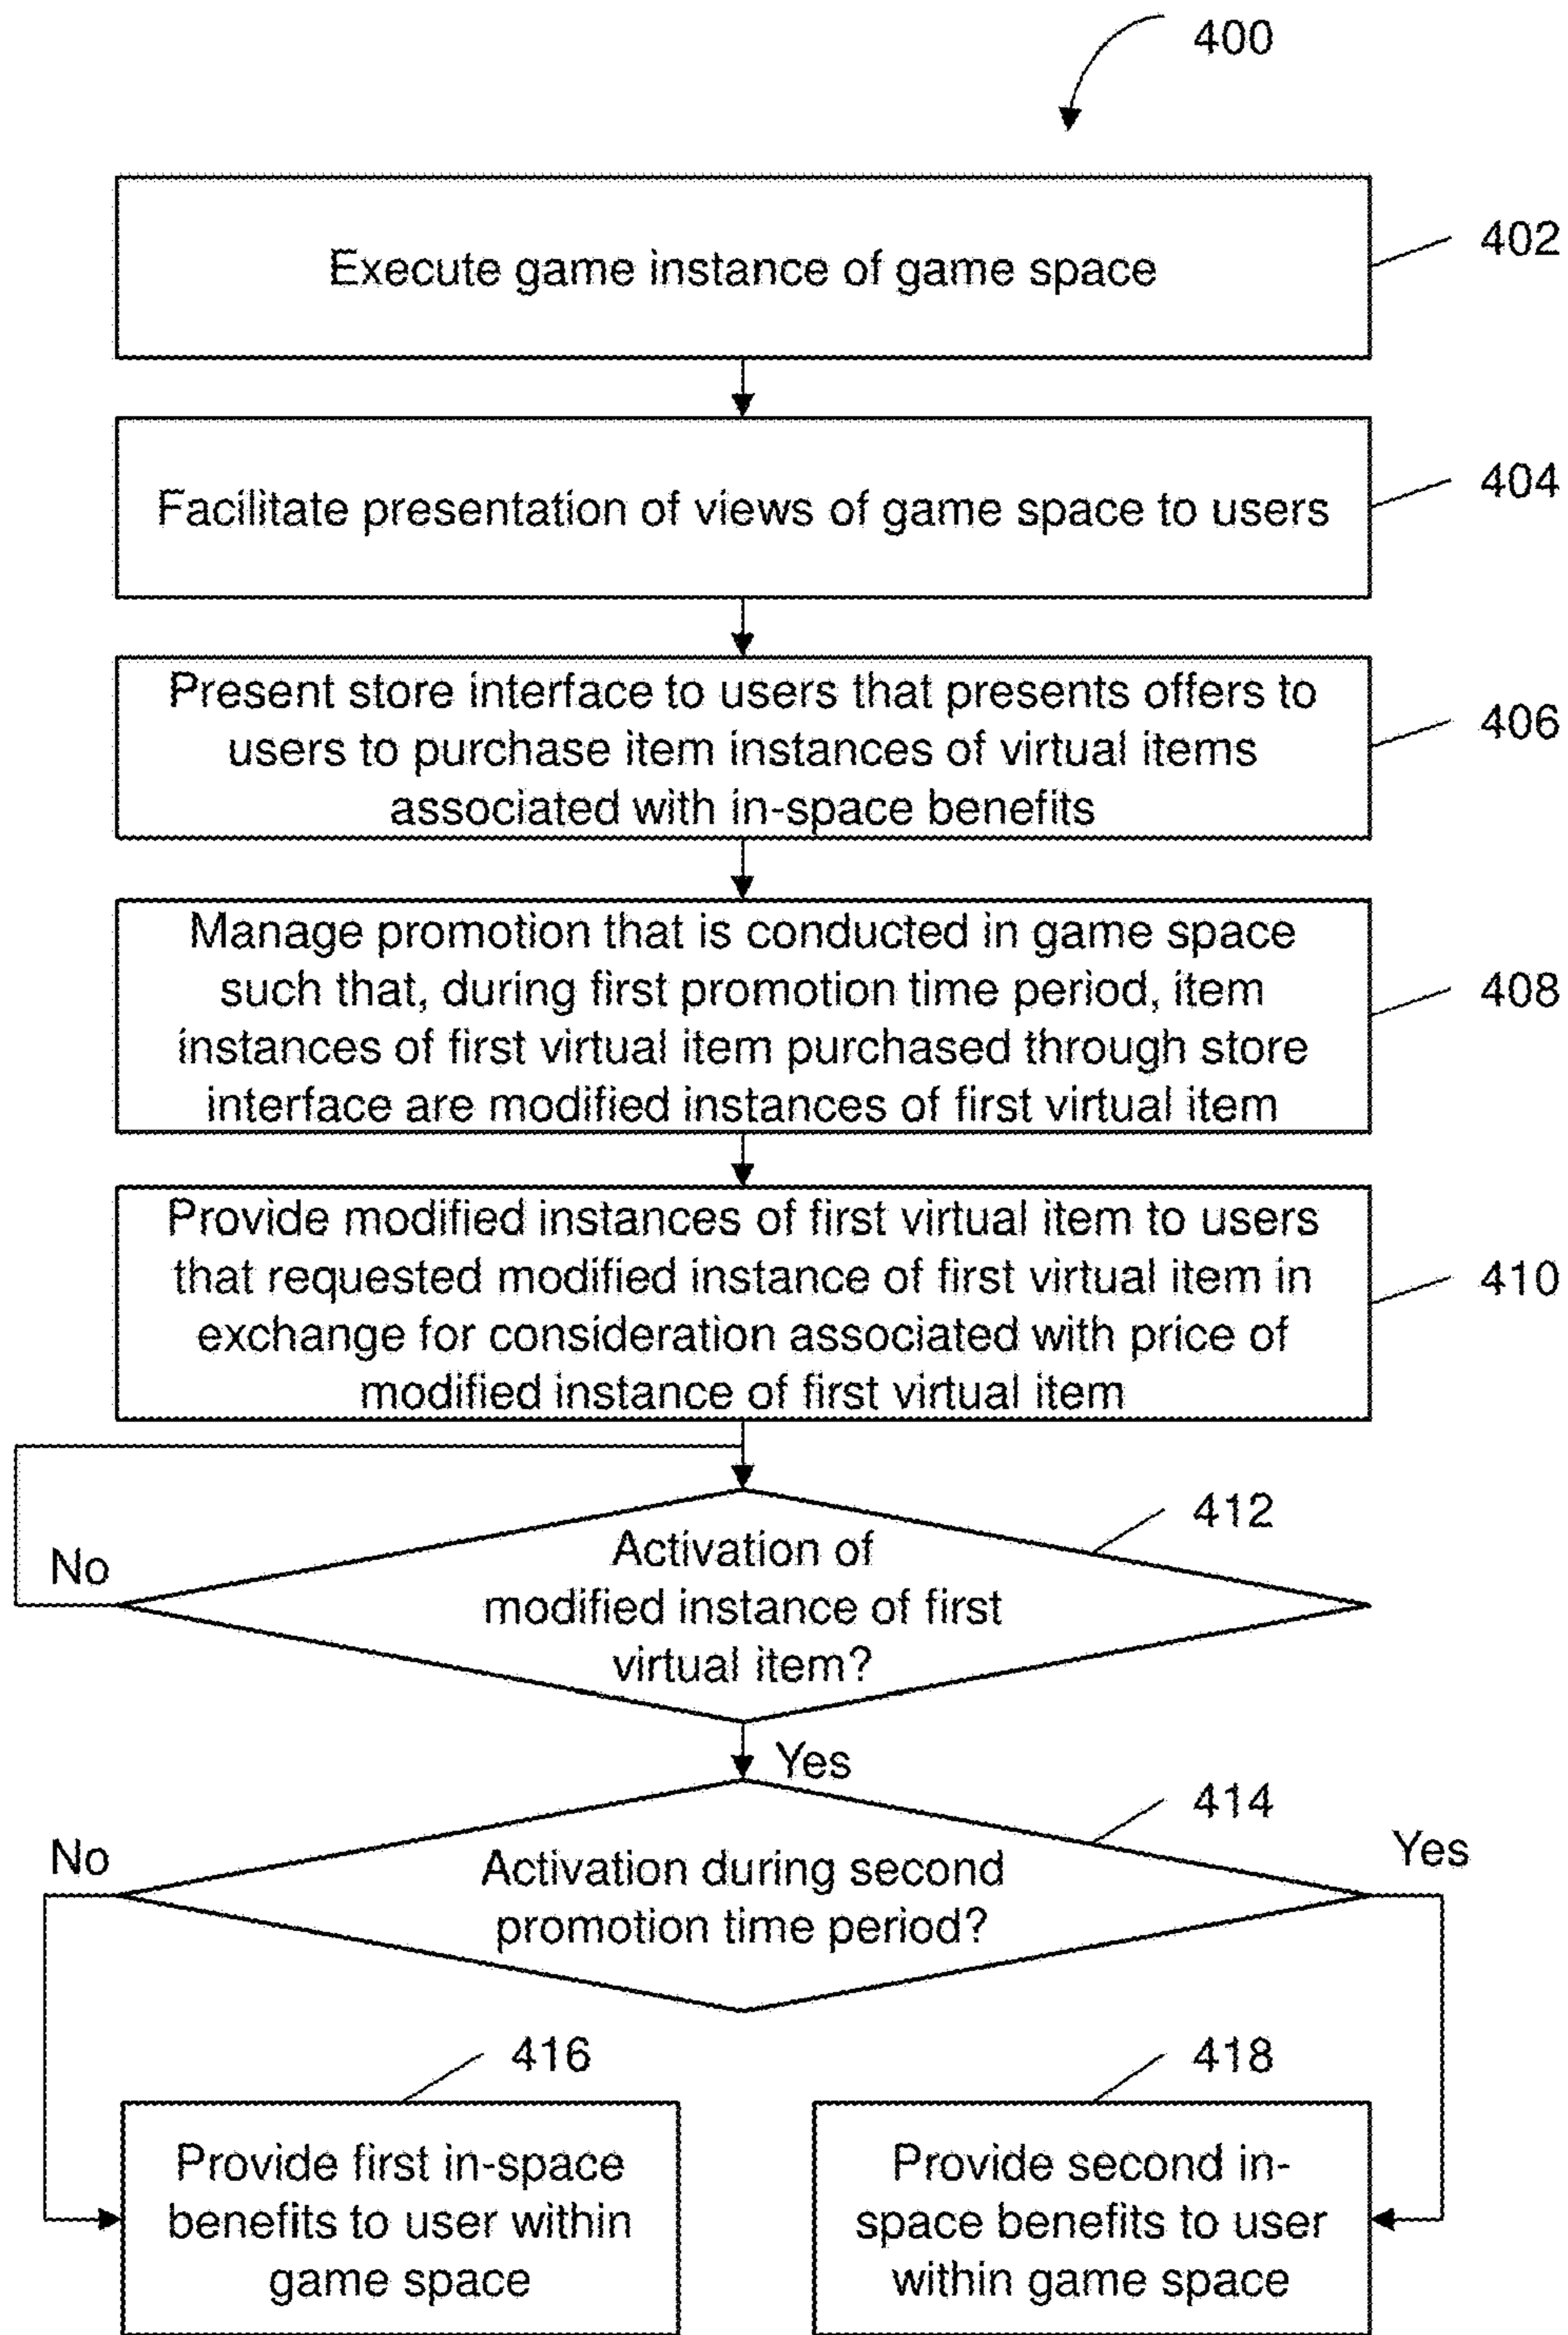 400
Execute game instance of game space
402
Facilitate presentation of views of game space to users
404
Present store interface to users that presents offers to
users to purchase item instances of virtual items
associated with in-space benefits
406
Manage promotion that is conducted in game space
such that, during first promotion time period, item
instances of first virtual item purchased through store
interface are modified instances of first virtual item
408
Provide modified instances of first virtual item to users
that requested modified instance of first virtual item in
exchange for consideration associated with price of
modified instance of first virtual item
410
412
No
Activation of
modified instance of first
virtual item?
Yes
414
No
Activation during second
promotion time period?
Yes
416
Provide first in-space
benefits to user within
game space
418
Provide second in-
space benefits to user
within game space